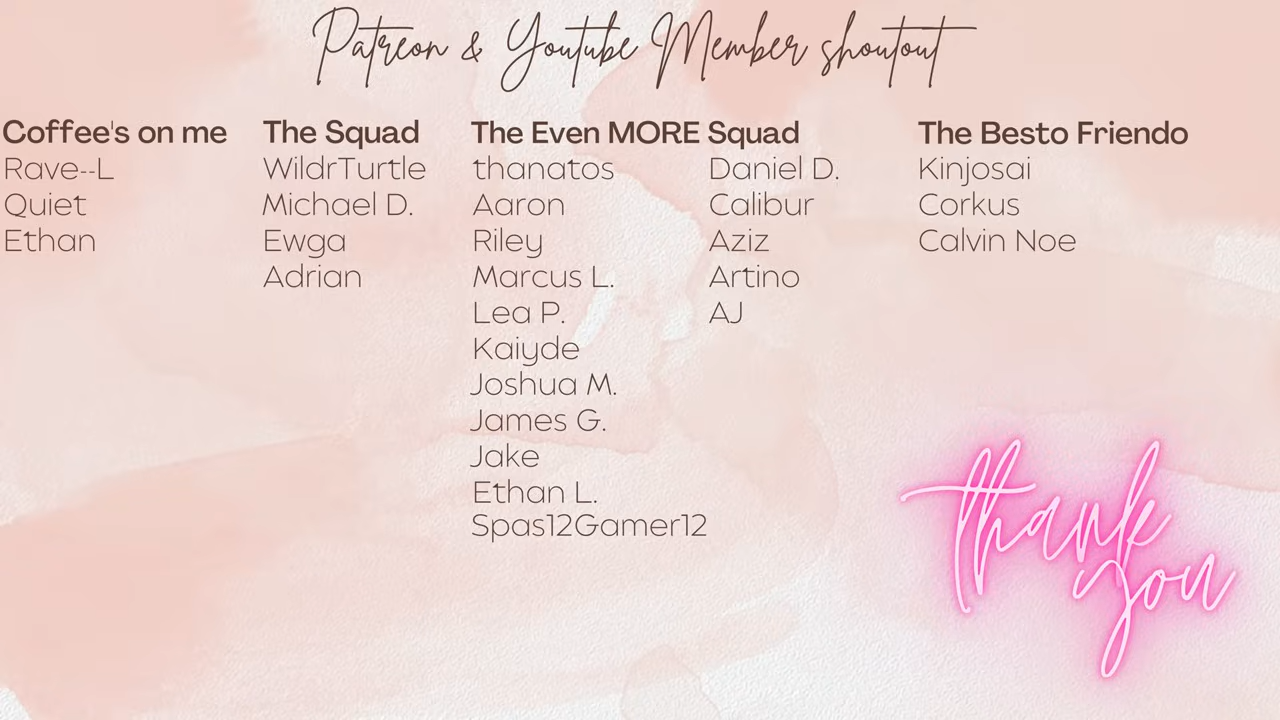 Patreon & Youtube Member shoutout
Coffee's on me
Rave--L
Quiet
Ethan
The Squad
WildrTurtle
Michael D.
Ewga
Adrian
The Even MORE Squad
thanatos
Aaron
Riley
Marcus L.
Lea P.
Kaiyde
Joshua M.
James G.
Jake
Ethan L.
Spas12Gamer12
Daniel D.
Calibur
Aziz
Artino
AJ
The Besto Friendo
Kinjosai
Corkus
Calvin Noe
thank
you